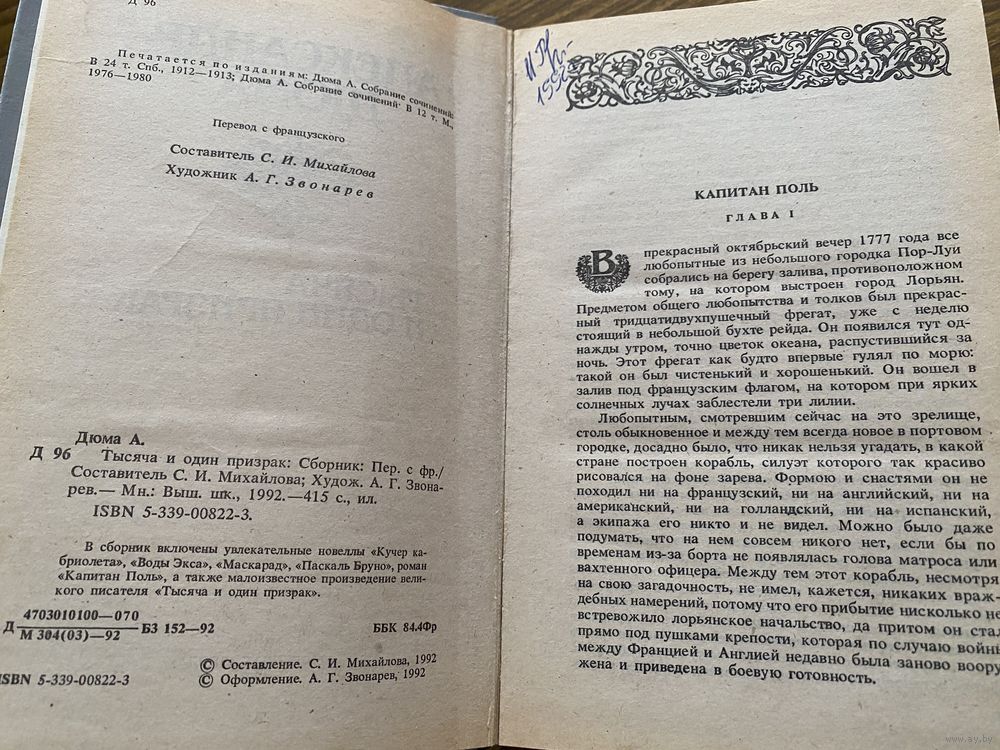 Д 96
Печатается по изданиям: Дюма А. Собрание сочинений:
В 24 т. Спб., 1912—1913; Дюма А. Собрание сочинений· В 12 т. М.,
1976—1980
Перевод с французского
Составитель С. И. Михайлова
Художник А. Г. Звонарев
Дюма А.
Д 96 Тысяча и один призрак: Сборник: Пер. с фр./
Составитель С. И. Михайлова; Худож. А. Г. Звона-
рев.— Мн.: Выш. шк., 1992.—415 с., ил.
ISBN 5-339-00822-3.
В сборник включены увлекательные новеллы «Кучер ка-
бриолета», «Воды Экса», «Маскарад», «Паскаль Бруно», роман
«Капитан Поль», а также малоизвестное произведение вели-
кого писателя «Тысяча и один призрак».
Д 4703010100—070
М 304(03)—92 БЗ 152—92 ББК 84.4Фр
© Составление. С. И. Михайлова, 1992
© Оформление. А. Г. Звонарев, 1992
ISBN 5-339-00822-3
КАПИТАН ПОЛЬ
ГЛАВА I
В прекрасный октябрьский вечер 1777 года все
любопытные из небольшого городка Пор-Луи
собрались на берегу залива, противоположном
тому, на котором выстроен город Лорьян.
Предметом общего любопытства и толков был прекрас-
ный тридцатидвухпушечный фрегат, уже с неделю
стоящий в небольшой бухте рейда. Он появился тут од-
нажды утром, точно цветок океана, распустившийся за
ночь. Этот фрегат как будто впервые гулял по морю:
такой он был чистенький и хорошенький. Он вошел в
залив под французским флагом, на котором при ярких
солнечных лучах заблестели три лилии.
Любопытным, смотревшим сейчас на это зрелище,
столь обыкновенное и между тем всегда новое в портовом
городке, досадно было, что никак нельзя угадать, в какой
стране построен корабль, силуэт которого так красиво
рисовался на фоне зарева. Формою и снастями он не
походил ни на французский, ни на английский, ни на
американский, ни на голландский, ни на испанский,
а экипажа его никто и не видел. Можно было даже
подумать, что на нем совсем никого нет, если бы по
временам из-за борта не появлялась голова матроса или
вахтенного офицера. Между тем этот корабль, несмотря
на свою загадочность, не имел, кажется, никаких враж-
дебных намерений, потому что его прибытие нисколько не
встревожило лорьянское начальство, да притом он стал
прямо под пушками крепости, которая по случаю войны
между Францией и Англией недавно была заново воору-
жена и приведена в боевую готовность.
www.ay.by